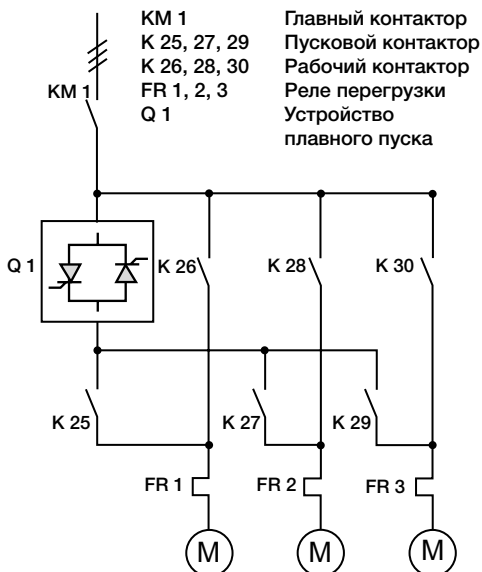 KM 1 Главный контактор
K 25, 27, 29 Пусковой контактор
K 26, 28, 30 Рабочий контактор
FR 1, 2, 3 Реле перегрузки
Q 1 Устройство
плавного пуска
KM 1
Q 1
K 26
K 28
K 30
K 25
K 27
K 29
FR 1
FR 2
FR 3
M
M
M